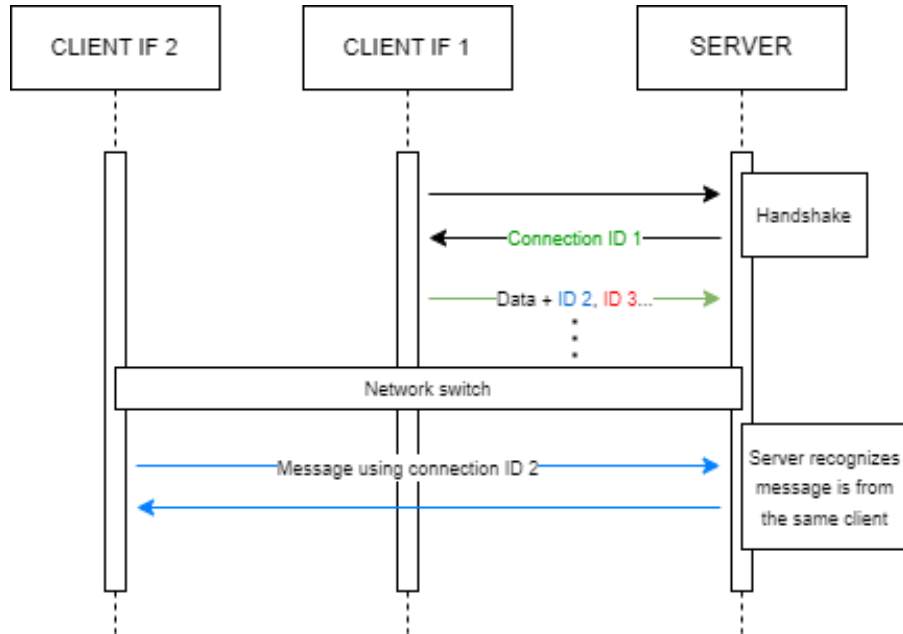 CLIENT IF 2
CLIENT IF 1
SERVER
Handshake
Connection ID 1
Data + ID 2, ID 3...
Network switch
Message using connection ID 2
Server recognizes
message is from
the same client